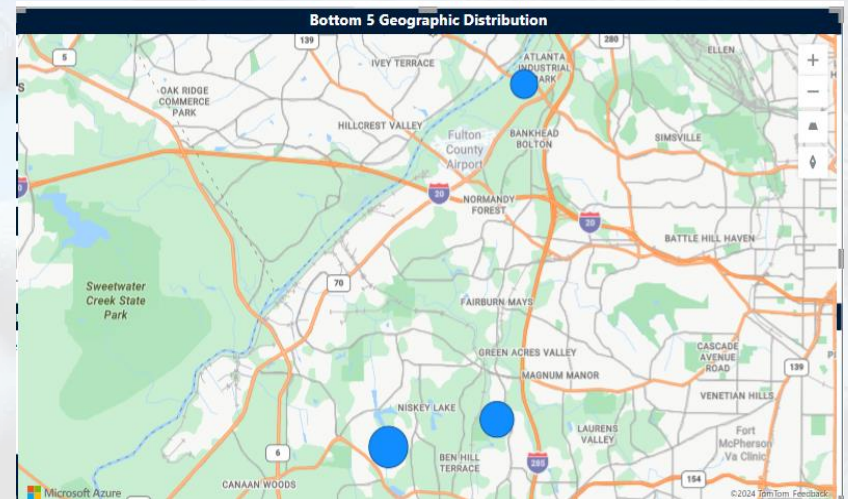 Bottom 5 Geographic Distribution
139
280
5
ELLEN
IVEY TERRACE
ATLANTA
INDUSTRIAL
PARK
OAK RIDGE
COMMERCE
PARK
HILLCREST VALLEY
Fulton
County
Airport
BANKHEAD
BOLTON
SIMSVILLE
20
NORMANDY
FOREST
20
BATTLE HILL HAVEN
70
Sweetwater
Creek State
Park
FAIRBURN MAYS
GREEN ACRES VALLEY
CASCADE
AVENUE
ROAD
139
MAGNUM MANOR
VENETIAN HILLS
NISKEY LAKE
LAURENS
VALLEY
Fort
McPherson
Va Clinic
6
BEN HILL
TERRACE
285
154
CANAAN WOODS
Microsoft Azure
©2024 TomTom Feedback